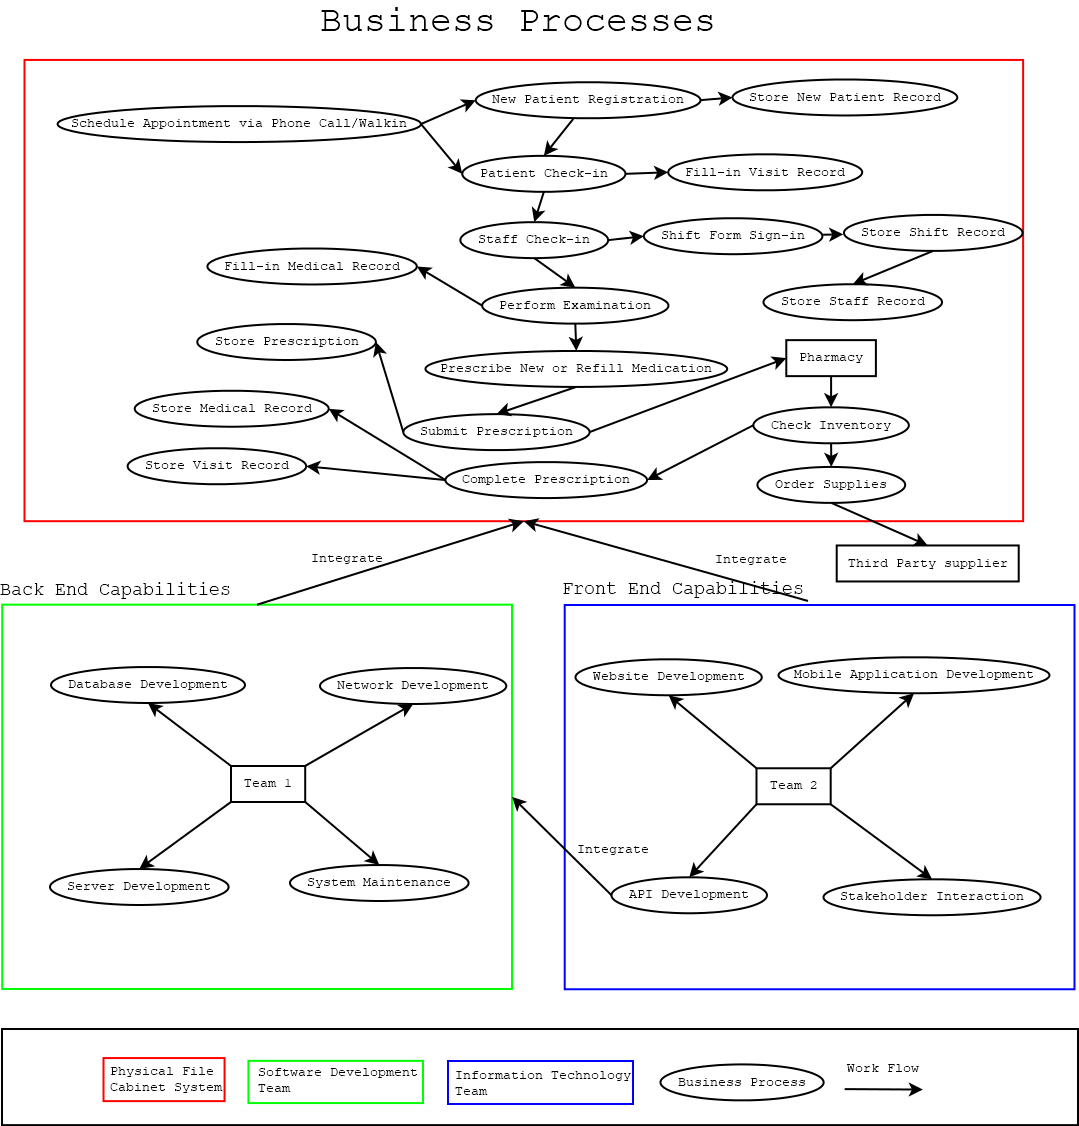 Business Processes
New Patient Registration
Store New Patient Record
Schedule Appointment via Phone Call/Walkin
Patient Check-in
Fill-in Visit Record
Staff Check-in
Shift Form Sign-in
Store Shift Record
Fill-in Medical Record
Perform Examination
Store Staff Record
Store Prescription
Prescribe New or Refill Medication
Pharmacy
Store Medical Record
Submit Prescription
Check Inventory
Store Visit Record
Complete Prescription
Order Supplies
Integrate
Integrate
Third Party supplier
Back End Capabilities
Front End Capabilities
Database Development
Network Development
Website Development
Mobile Application Development
Team 1
Team 2
Integrate
Server Development
System Maintenance
API Development
Stakeholder Interaction
Physical File
Cabinet System
Software Development
Team
Information Technology
Team
Business Process
Work Flow